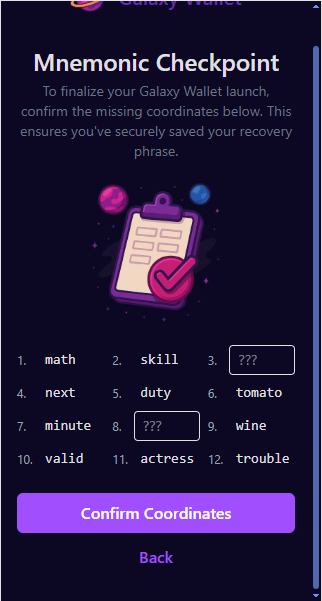 Galaxy Wallet
Mnemonic Checkpoint
To finalize your Galaxy Wallet launch,
confirm the missing coordinates below. This
ensures you've securely saved your recovery
phrase.
1. math 2. skill 3. ???
4. next 5. duty 6. tomato
7. minute 8. ??? 9. wine
10. valid 11. actress 12. trouble
Confirm Coordinates
Back